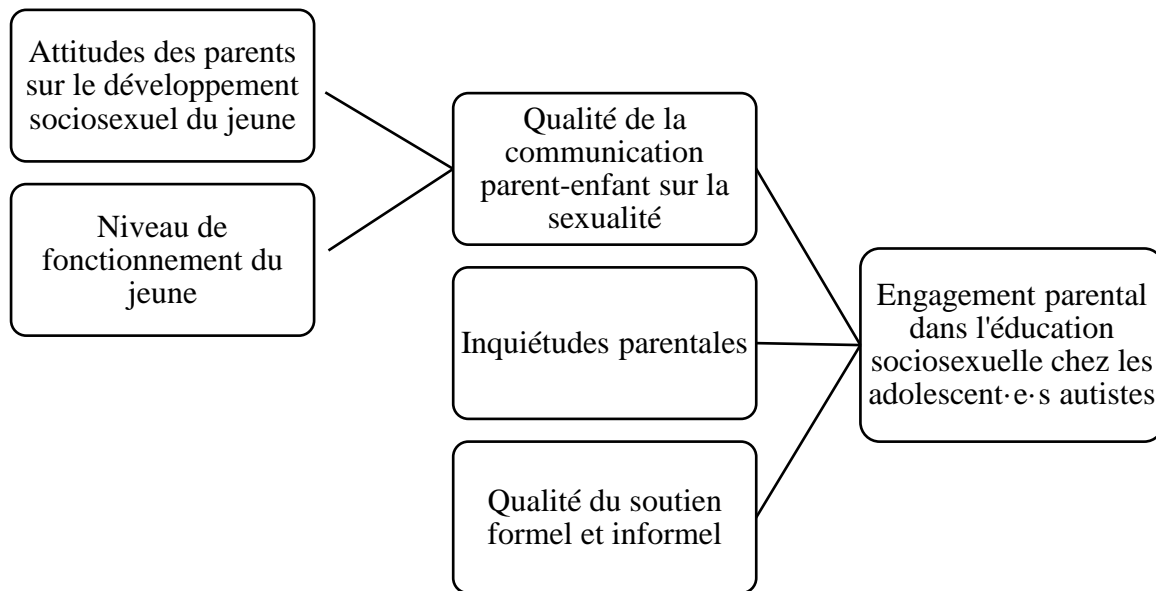 Attitudes des parents
sur le développement
sociosexuel du jeune
Niveau de
fonctionnement du
jeune
Qualité de la
communication
parent-enfant sur la
sexualité
Inquiétudes parentales
Qualité du soutien
formel et informel
Engagement parental
dans l'éducation
sociosexuelle chez les
adolescent·e·s autistes